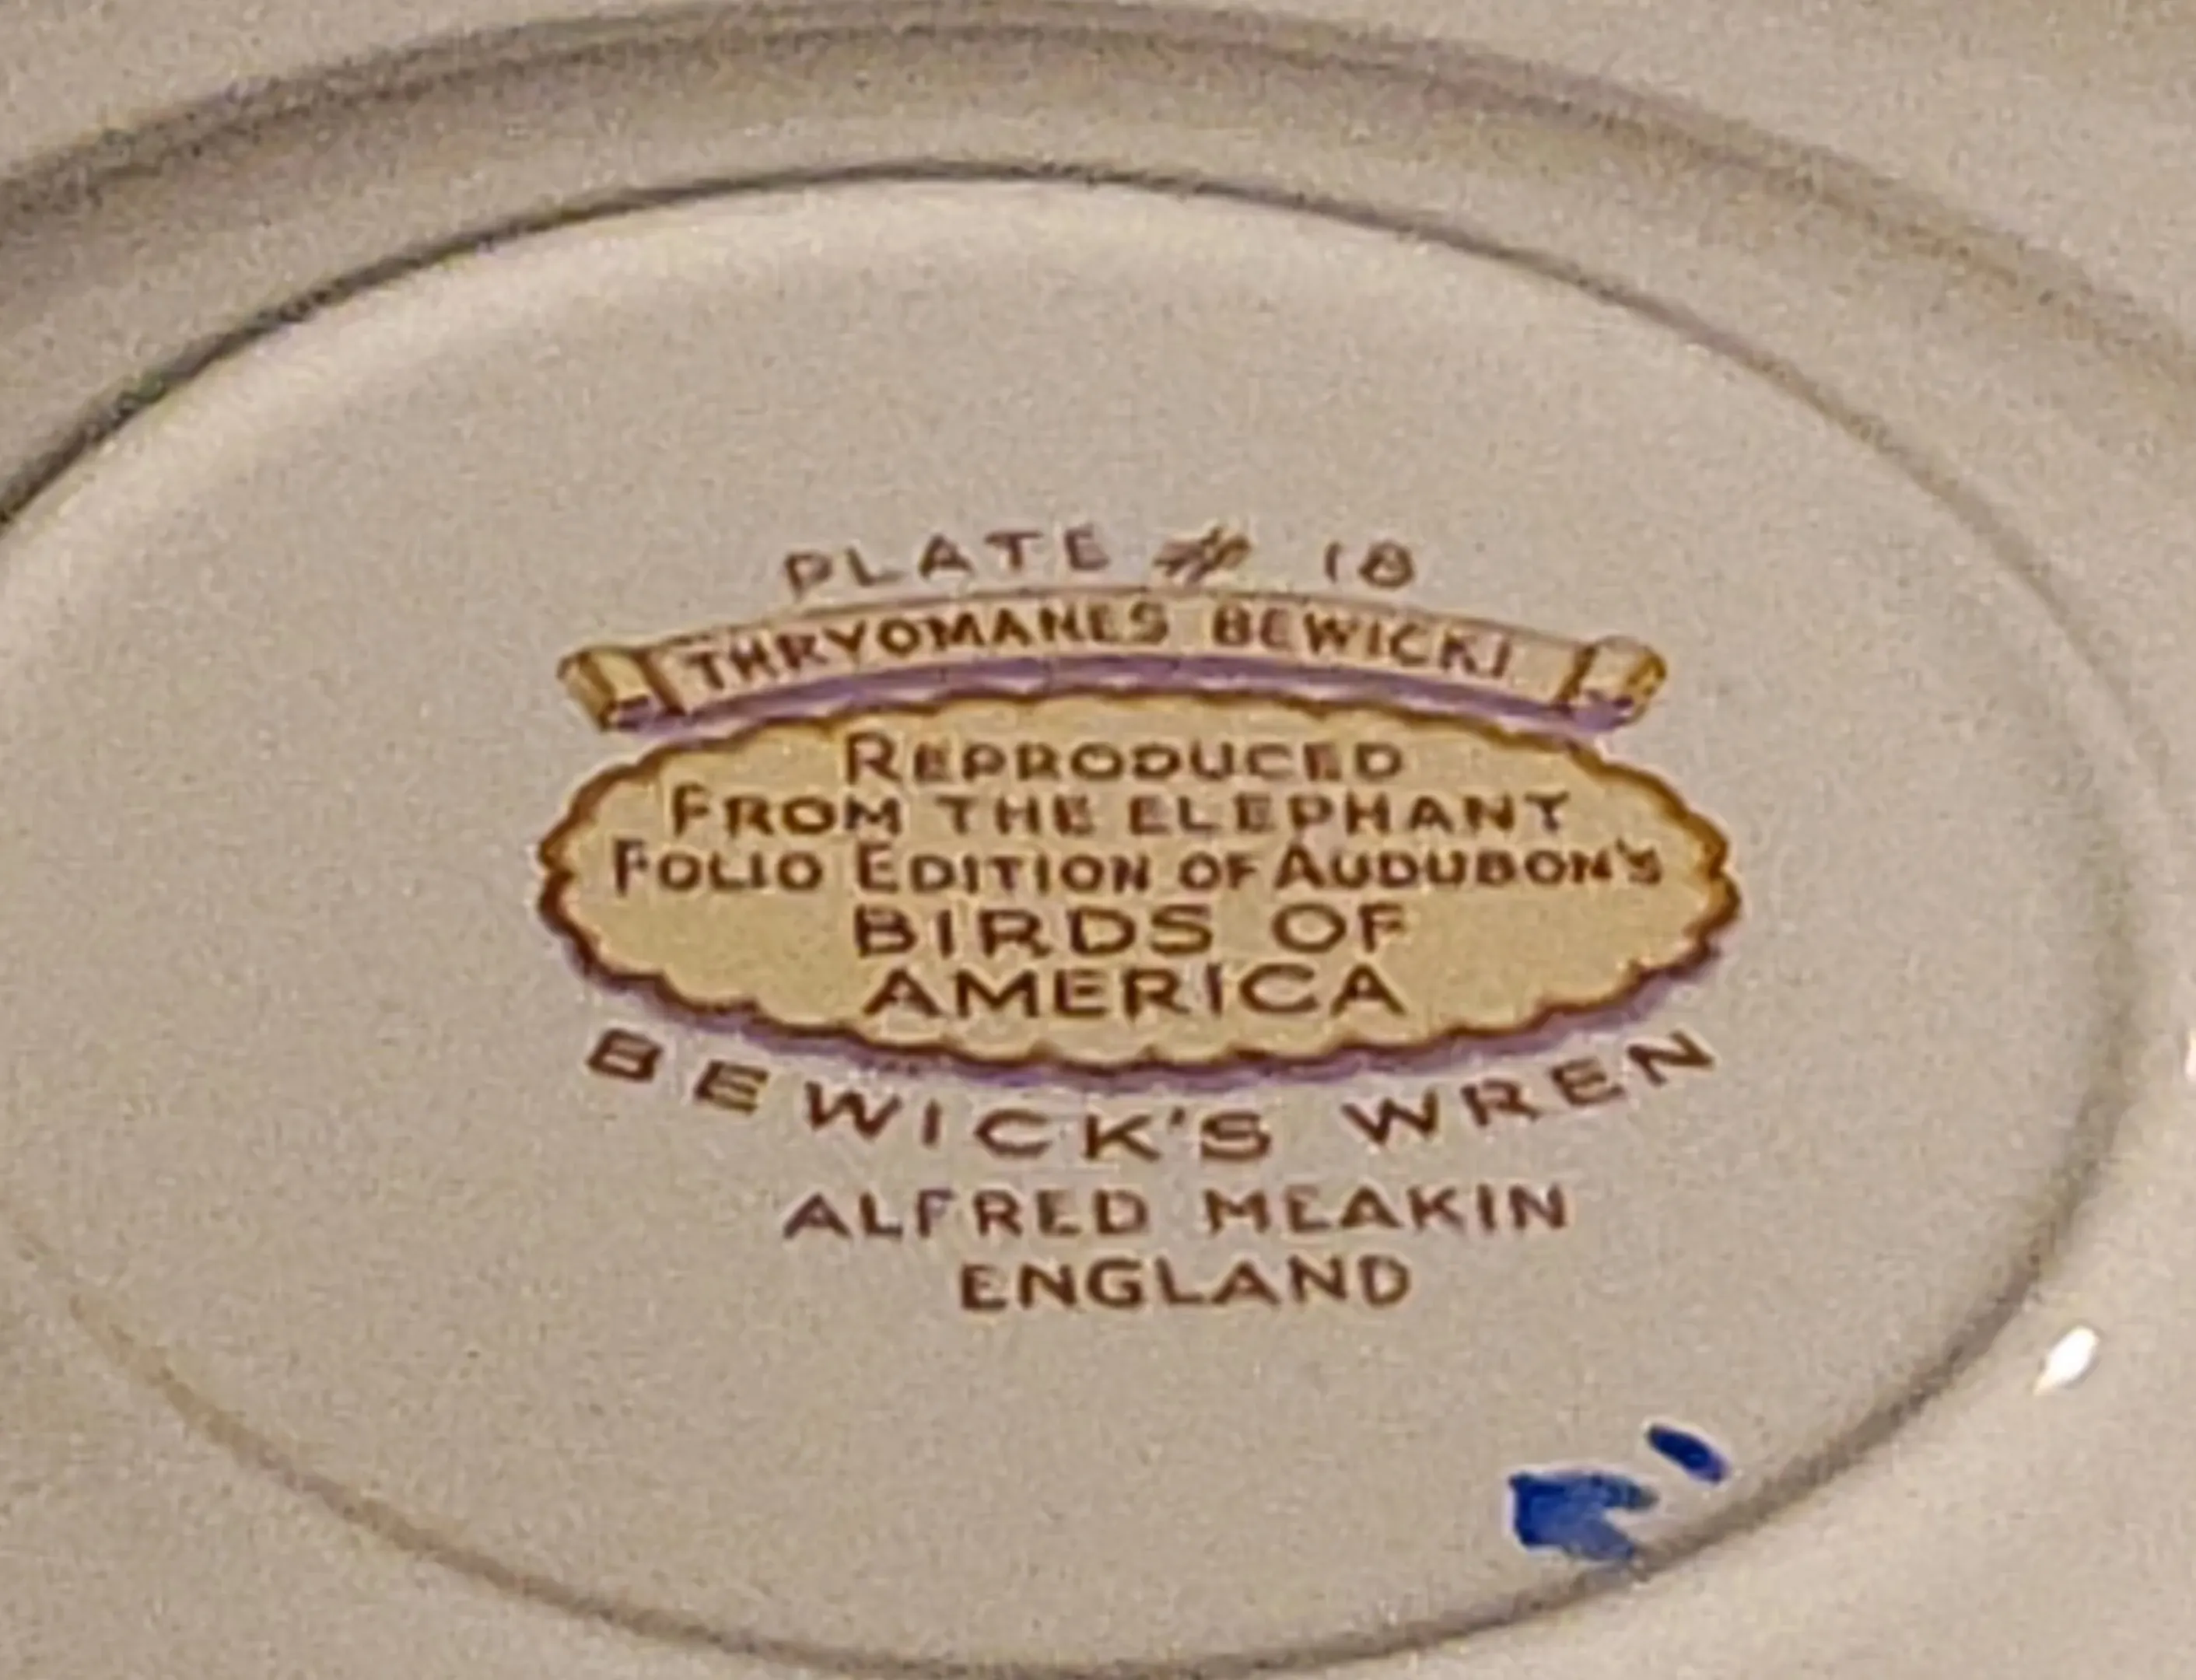 PLATE # 18
THRYOMANES BEWICKI
REPRODUCED
FROM THE ELEPHANT
FOLIO EDITION OF AUDUBON'S
BIRDS OF
AMERICA
BEWICK'S WREN
ALFRED MEAKIN
ENGLAND